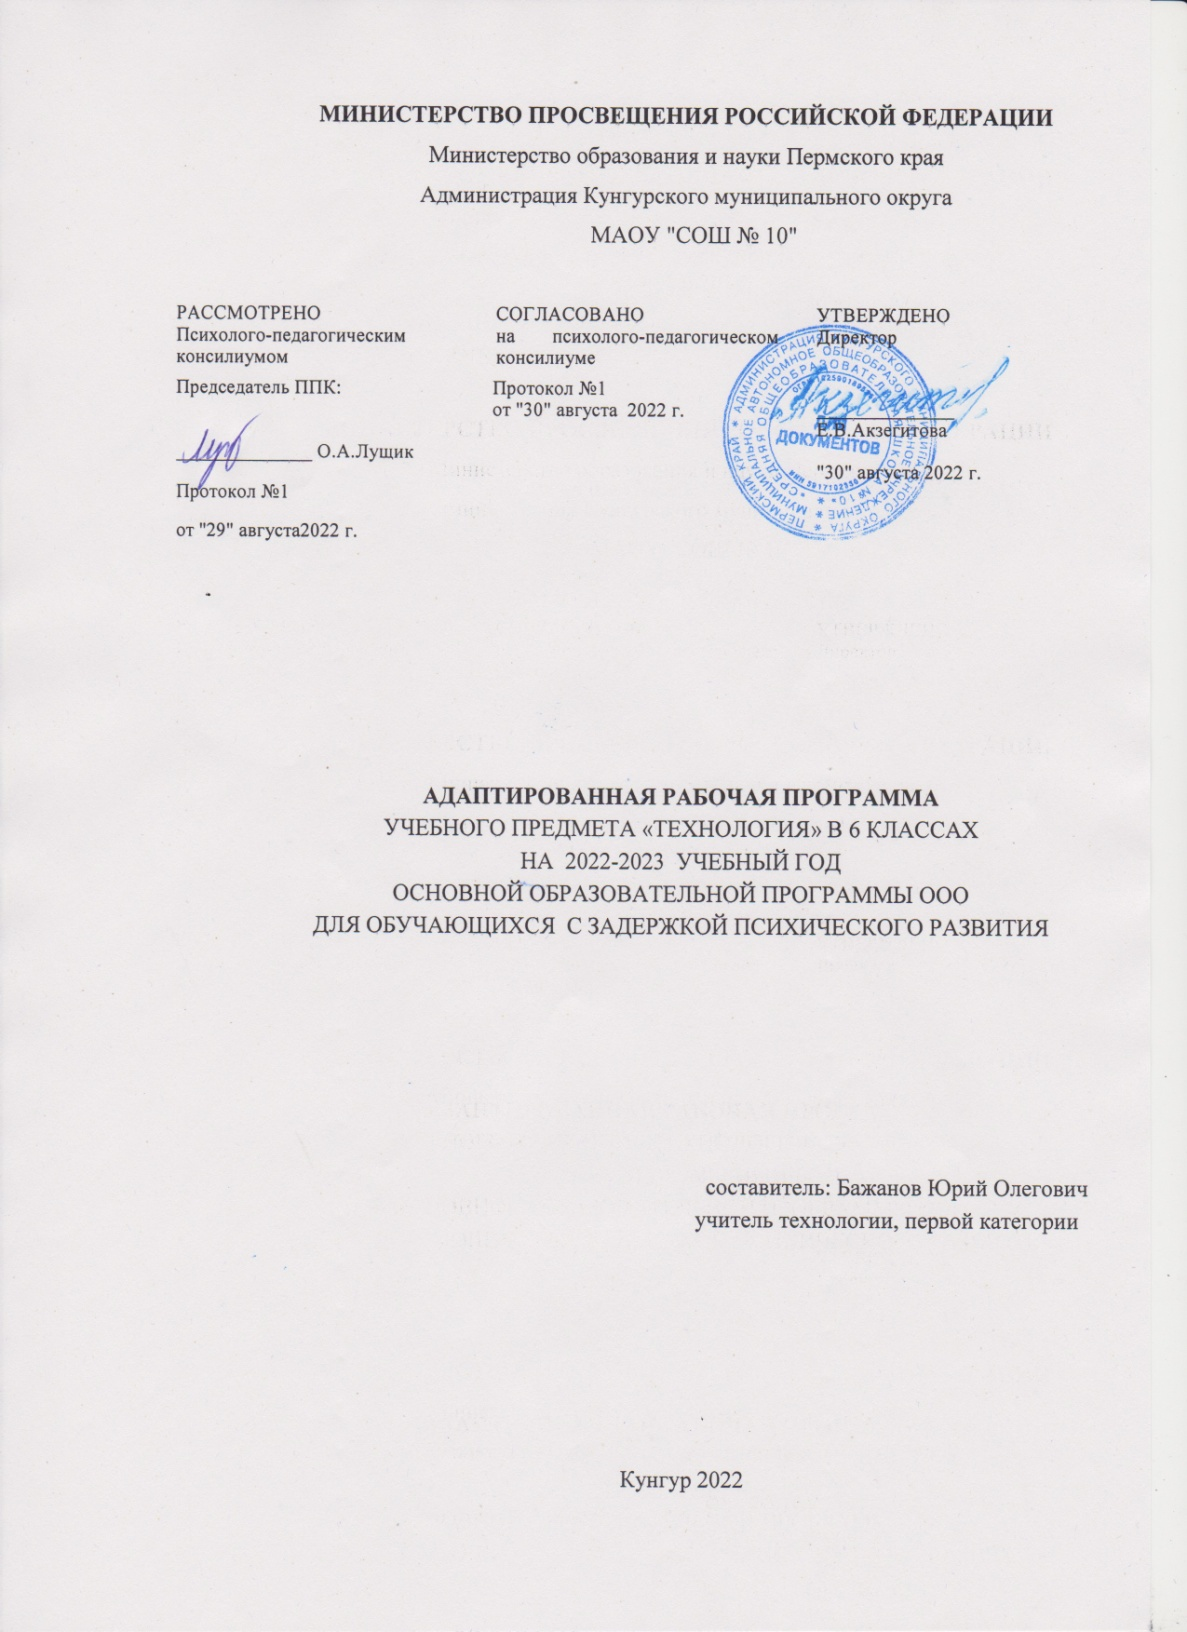 МИНИСТЕРСТВО ПРОСВЕЩЕНИЯ РОССИЙСКОЙ ФЕДЕРАЦИИ
Министерство образования и науки Пермского края
Администрация Кунгурского муниципального округа
МАОУ "СОШ № 10"
РАССМОТРЕНО
Психолого-педагогическим
консилиумом
Председатель ППК:
О.А.Лущик
Протокол №1
от "29" августа2022 г.
СОГЛАСОВАНО
на психолого-педагогическом
консилиуме
Протокол №1
от "30" августа 2022 г.
УТВЕРЖДЕНО
Директор
Е.В.Акзегитова
"30" августа 2022 г.
ДОКУМЕНТОВ
АДАПТИРОВАННАЯ РАБОЧАЯ ПРОГРАММА
УЧЕБНОГО ПРЕДМЕТА «ТЕХНОЛОГИЯ» В 6 КЛАССАХ
НА 2022-2023 УЧЕБНЫЙ ГОД
ОСНОВНОЙ ОБРАЗОВАТЕЛЬНОЙ ПРОГРАММЫ ООО
ДЛЯ ОБУЧАЮЩИХСЯ С ЗАДЕРЖКОЙ ПСИХИЧЕСКОГО РАЗВИТИЯ
составитель: Бажанов Юрий Олегович
учитель технологии, первой категории
Кунгур 2022